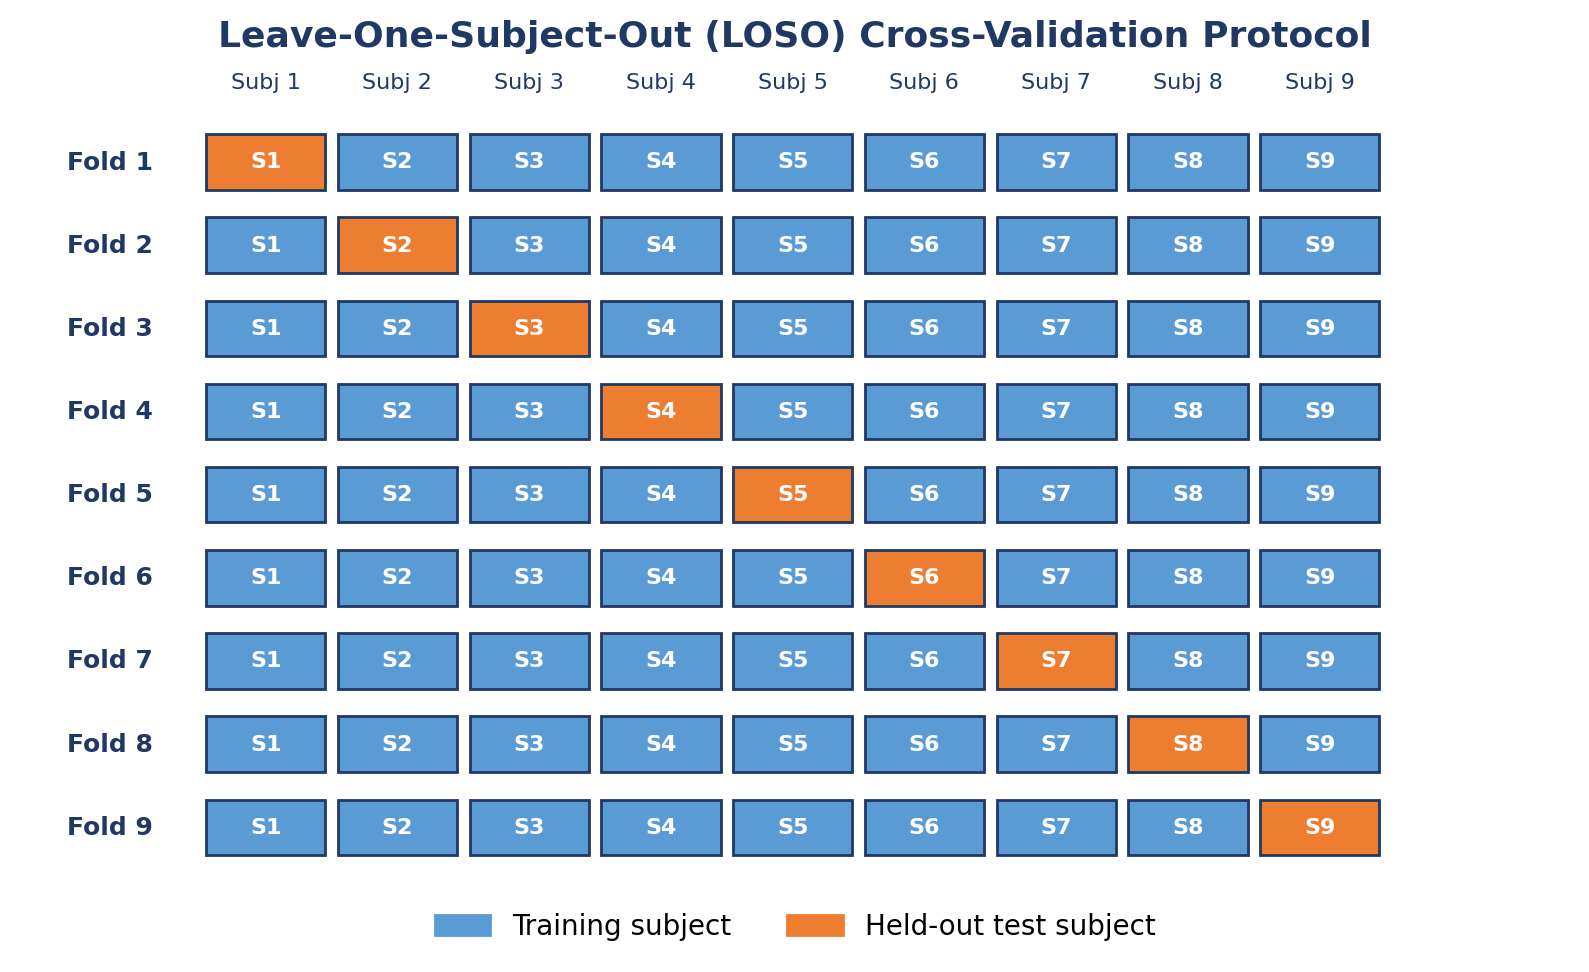 Leave-One-Subject-Out (LOSO) Cross-Validation Protocol
Subj 1 Subj 2 Subj 3 Subj 4 Subj 5 Subj 6 Subj 7 Subj 8 Subj 9
Fold 1 S1 S2 S3 S4 S5 S6 S7 S8 S9
Fold 2 S1 S2 S3 S4 S5 S6 S7 S8 S9
Fold 3 S1 S2 S3 S4 S5 S6 S7 S8 S9
Fold 4 S1 S2 S3 S4 S5 S6 S7 S8 S9
Fold 5 S1 S2 S3 S4 S5 S6 S7 S8 S9
Fold 6 S1 S2 S3 S4 S5 S6 S7 S8 S9
Fold 7 S1 S2 S3 S4 S5 S6 S7 S8 S9
Fold 8 S1 S2 S3 S4 S5 S6 S7 S8 S9
Fold 9 S1 S2 S3 S4 S5 S6 S7 S8 S9
Training subject Held-out test subject